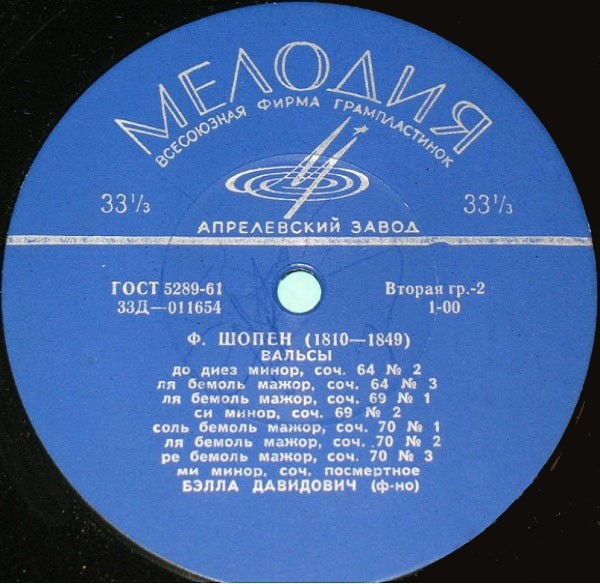 МЕЛОДИЯ
ВСЕСОЮЗНАЯ ФИРМА ГРАМПЛАСТИНОК
33⅓ 33⅓
АПРЕЛЕВСКИЙ ЗАВОД
ГОСТ 5289-61 Вторая гр.-2
33Д—011654 1-00
Ф. ШОПЕН (1810—1849)
ВАЛЬСЫ
до диез минор, соч. 64 № 2
ля бемоль мажор, соч. 64 № 3
ля бемоль мажор, соч. 69 № 1
си минор, соч. 69 № 2
соль бемоль мажор, соч. 70 № 1
ля бемоль мажор, соч. 70 № 2
ре бемоль мажор, соч. 70 № 3
ми минор, соч. посмертное
БЭЛЛА ДАВИДОВИЧ (ф-но)